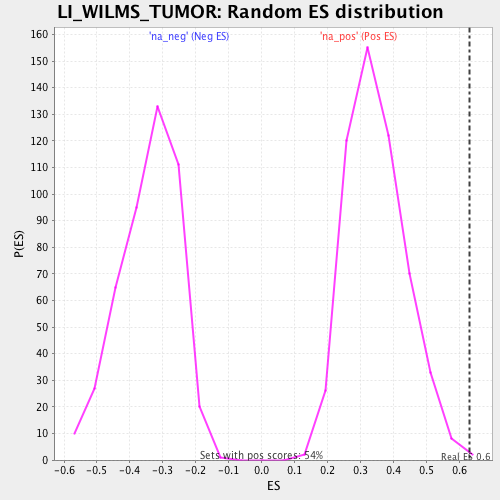 LI_WILMS_TUMOR: Random ES distribution
'na_neg' (Neg ES)
'na_pos' (Pos ES)
160
150
140
130
120
110
100
90
80
70
60
50
40
30
20
10
0
P(ES)
Sets with pos scores: 54%
Real ES 0.6
-0.6 -0.5 -0.4 -0.3 -0.2 -0.1 0.0 0.1 0.2 0.3 0.4 0.5 0.6
ES